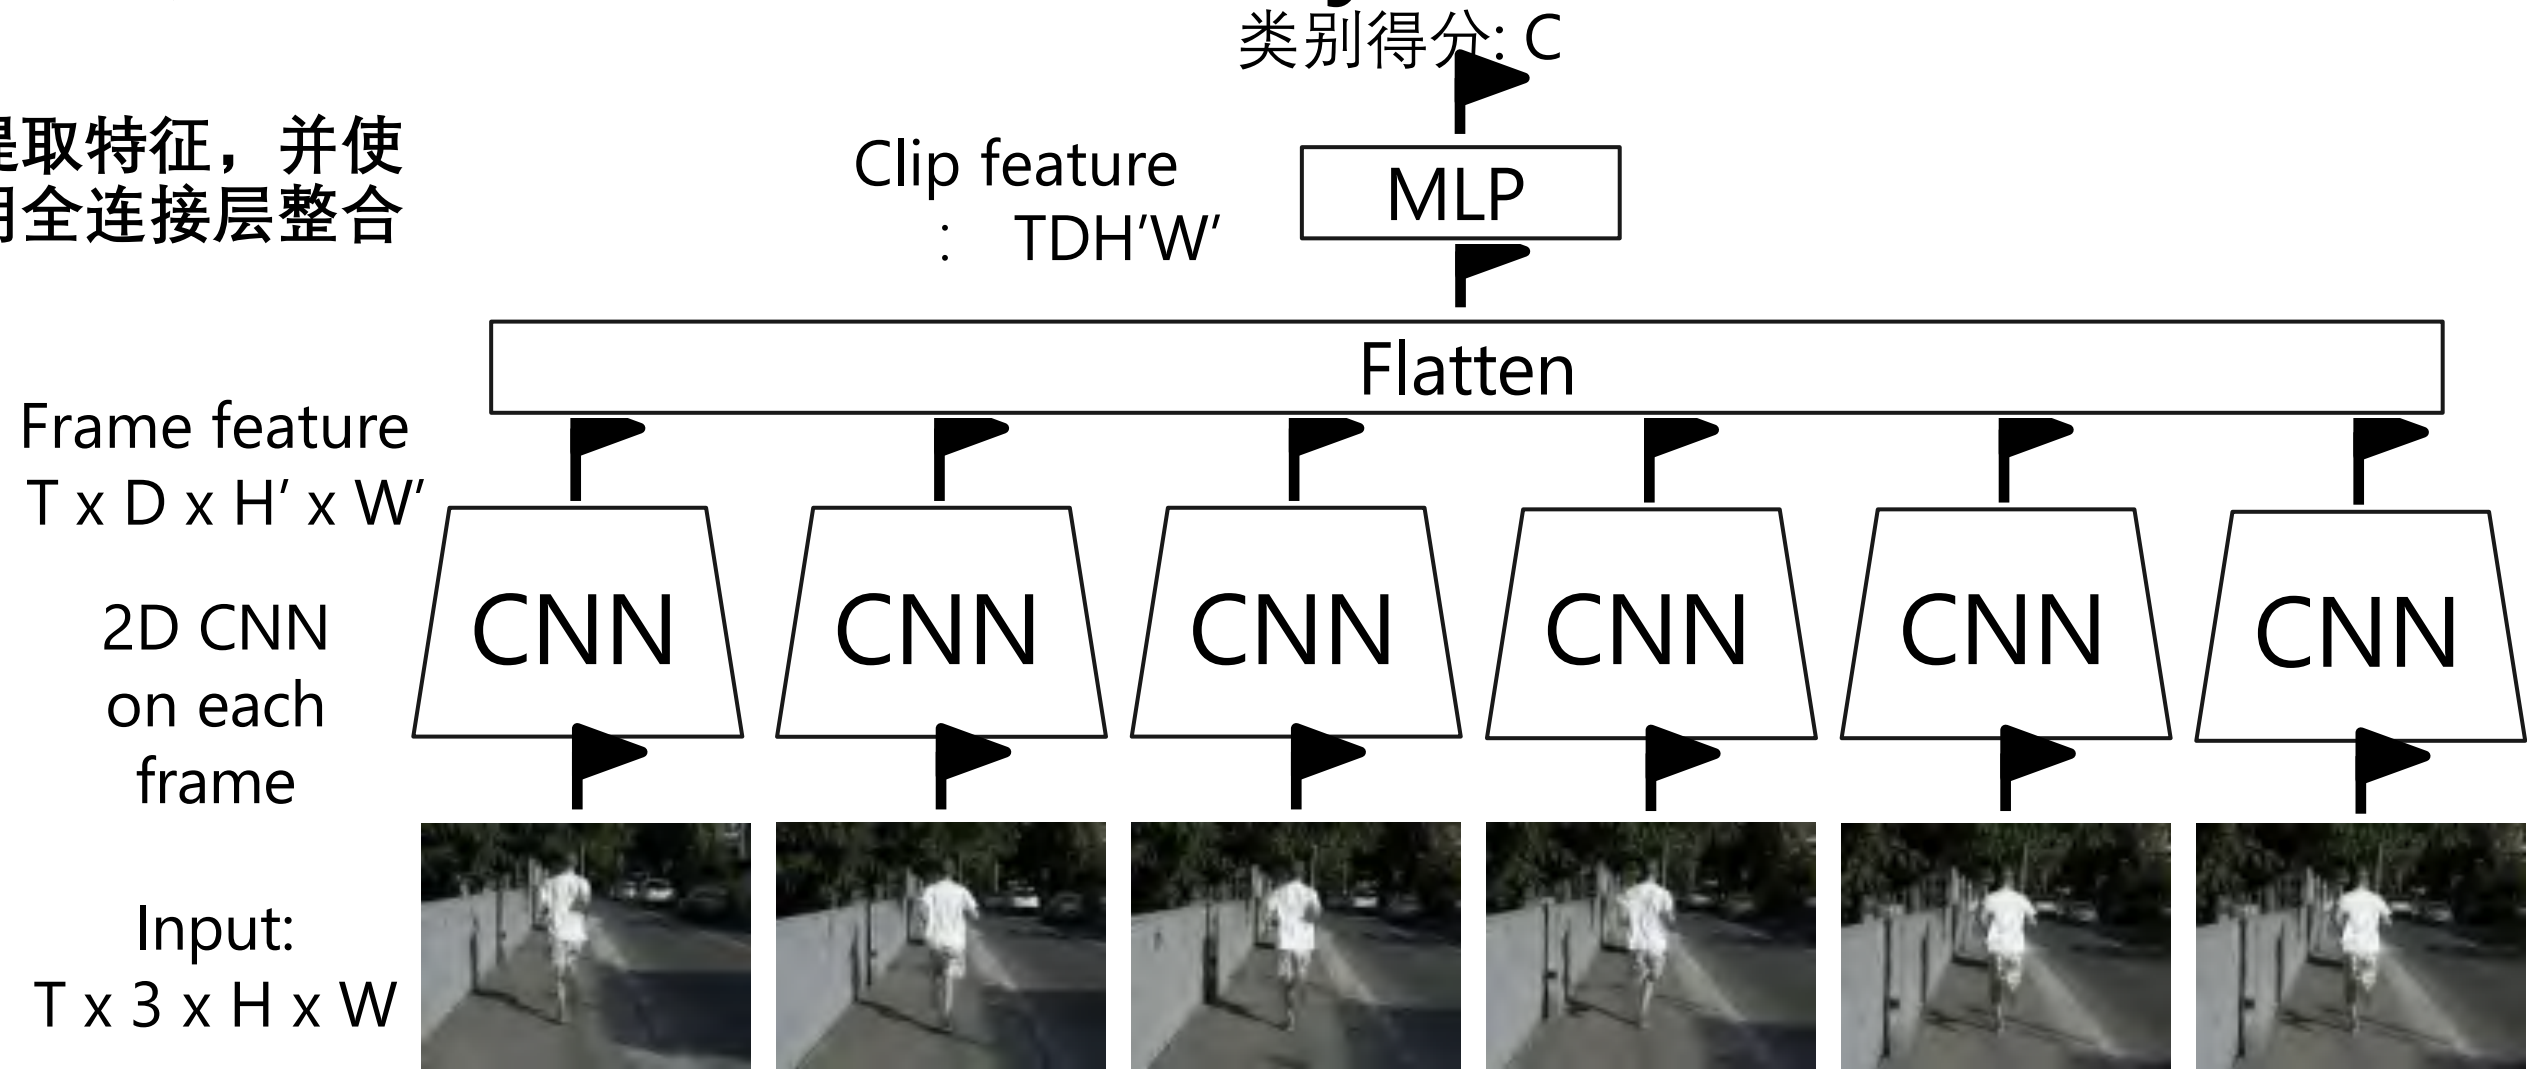 类别得分: C
提取特征，并使
用全连接层整合
Clip feature
: TDH'W'
MLP
Flatten
Frame feature
T x D x H' x W'
2D CNN
on each
frame
CNN CNN CNN CNN CNN CNN
Input:
T x 3 x H x W